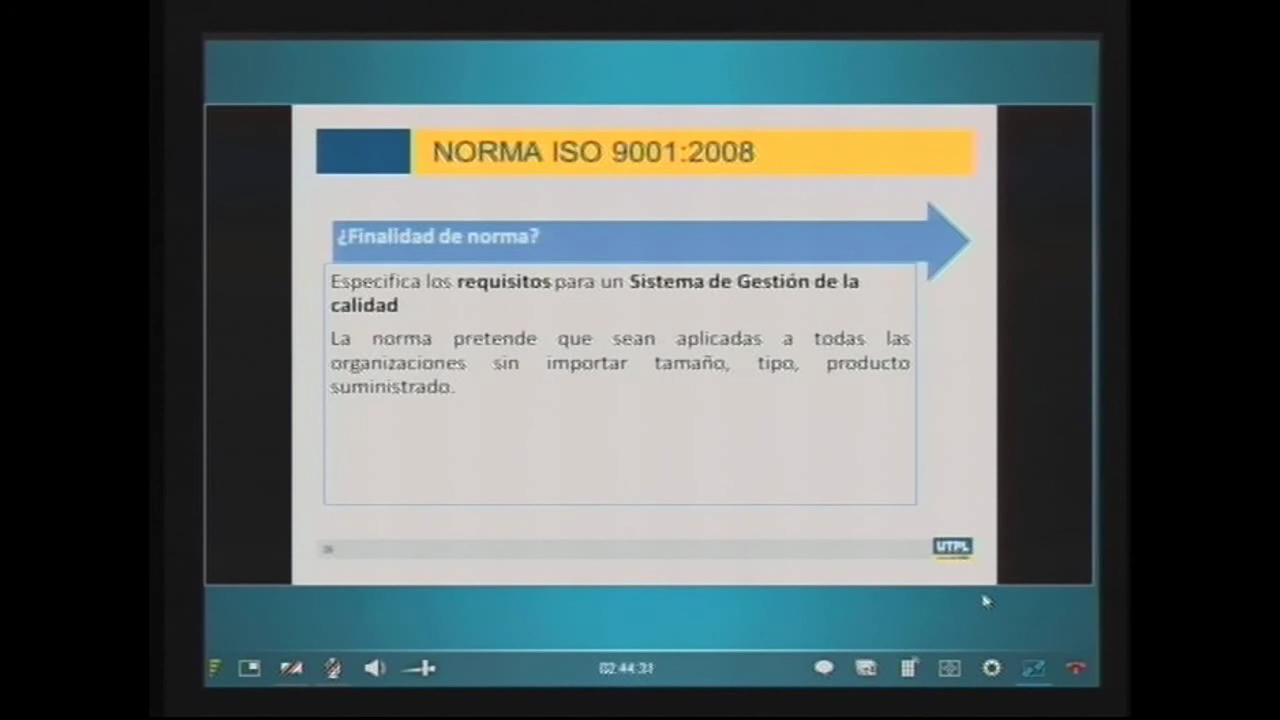 NORMA ISO 9001:2008
¿Finalidad de norma?
Especifica los requisitos para un Sistema de Gestión de la
calidad
La norma pretende que sean aplicadas a todas las
organizaciones sin importar tamaño, tipo, producto
suministrado.
UTPL
02:44:31